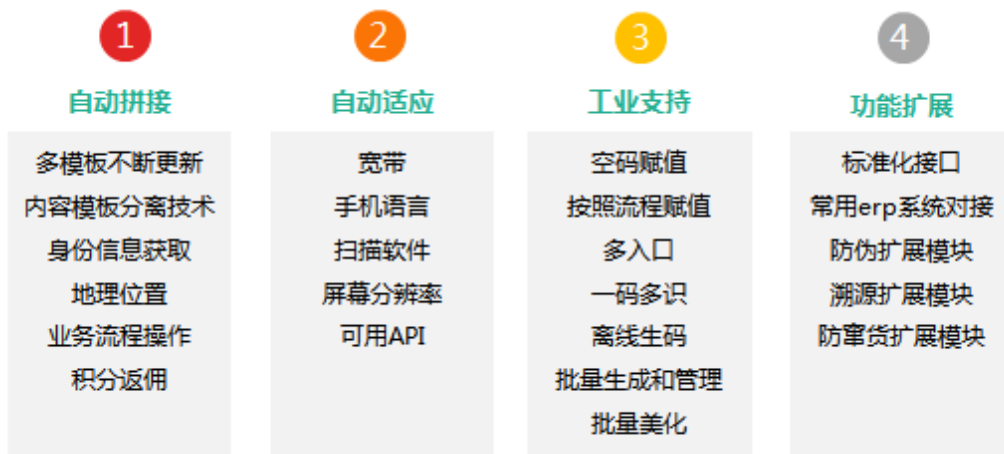 1
自动拼接
多模板不断更新
内容模板分离技术
身份信息获取
地理位置
业务流程操作
积分返佣
2
自动适应
宽带
手机语言
扫描软件
屏幕分辨率
可用API
3
工业支持
空码赋值
按照流程赋值
多入口
一码多识
离线生码
批量生成和管理
批量美化
4
功能扩展
标准化接口
常用erp系统对接
防伪扩展模块
溯源扩展模块
防窜货扩展模块